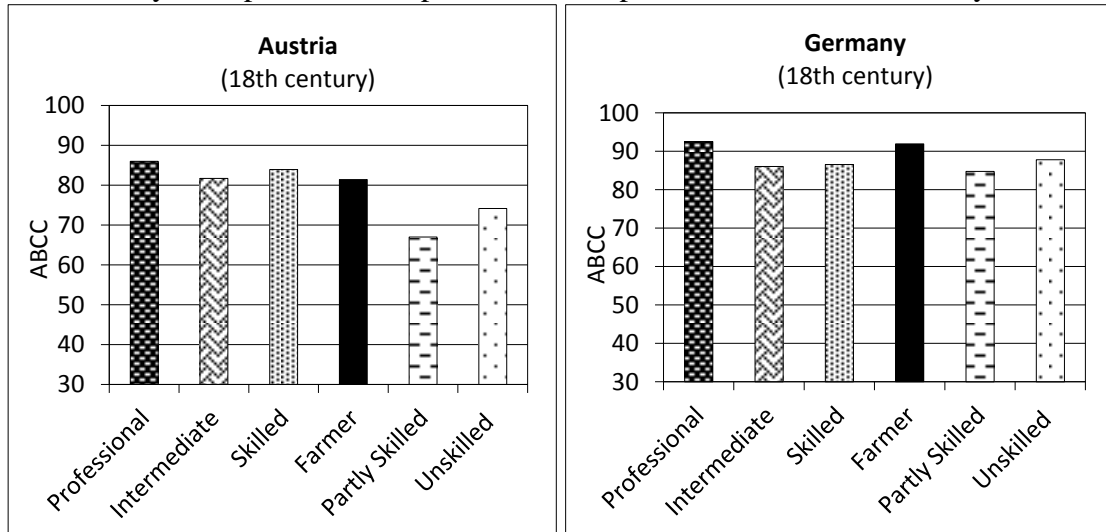 Austria
(18th century)
100
90
80
70
60
50
40
30
ABCC
Professional
Intermediate
Skilled
Farmer
Partly Skilled
Unskilled
Germany
(18th century)
100
90
80
70
60
50
40
30
ABCC
Professional
Intermediate
Skilled
Farmer
Partly Skilled
Unskilled